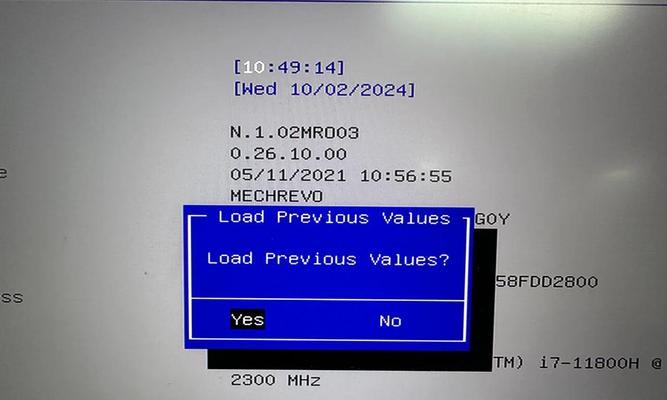 [10:49:14]
[Wed 10/02/2024]
N.1.02MRO03
0.26.10.00
05/11/2021 10:56:55
MECHREVO
Load Previous Values
GOY
Load Previous Values?
58FDD2800
ss
Yes No
TM) i7-11800H @
2300 MHz